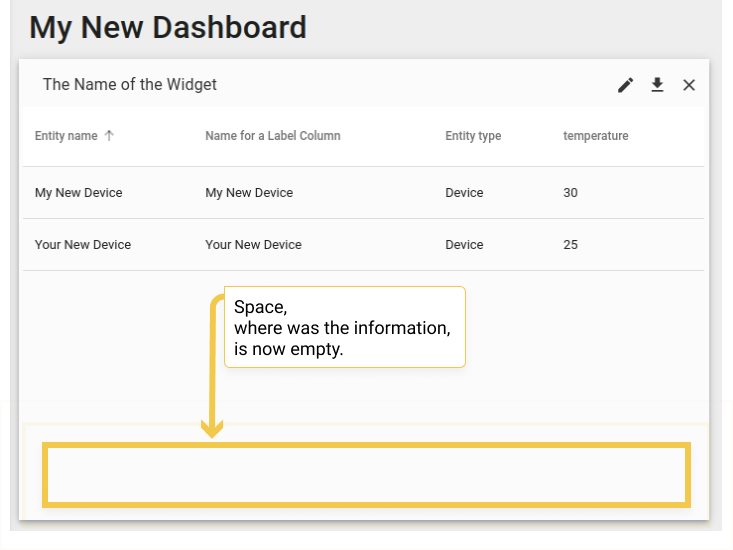 My New Dashboard
The Name of the Widget
Entity name Name for a Label Column Entity type temperature
My New Device My New Device Device 30
Your New Device Your New Device Device 25
Space,
where was the information,
is now empty.